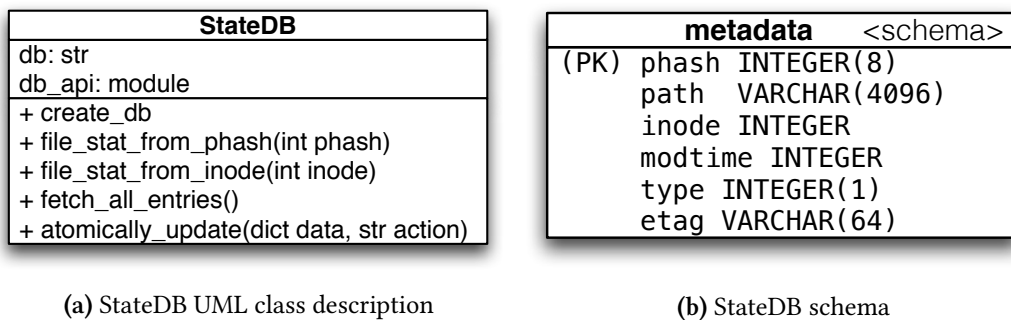 StateDB
db: str
db_api: module
+ create_db
+ file_stat_from_phash(int phash)
+ file_stat_from_inode(int inode)
+ fetch_all_entries()
+ atomically_update(dict data, str action)
(a) StateDB UML class description
metadata <schema>
(PK) phash INTEGER(8)
path VARCHAR(4096)
inode INTEGER
modtime INTEGER
type INTEGER(1)
etag VARCHAR(64)
(b) StateDB schema